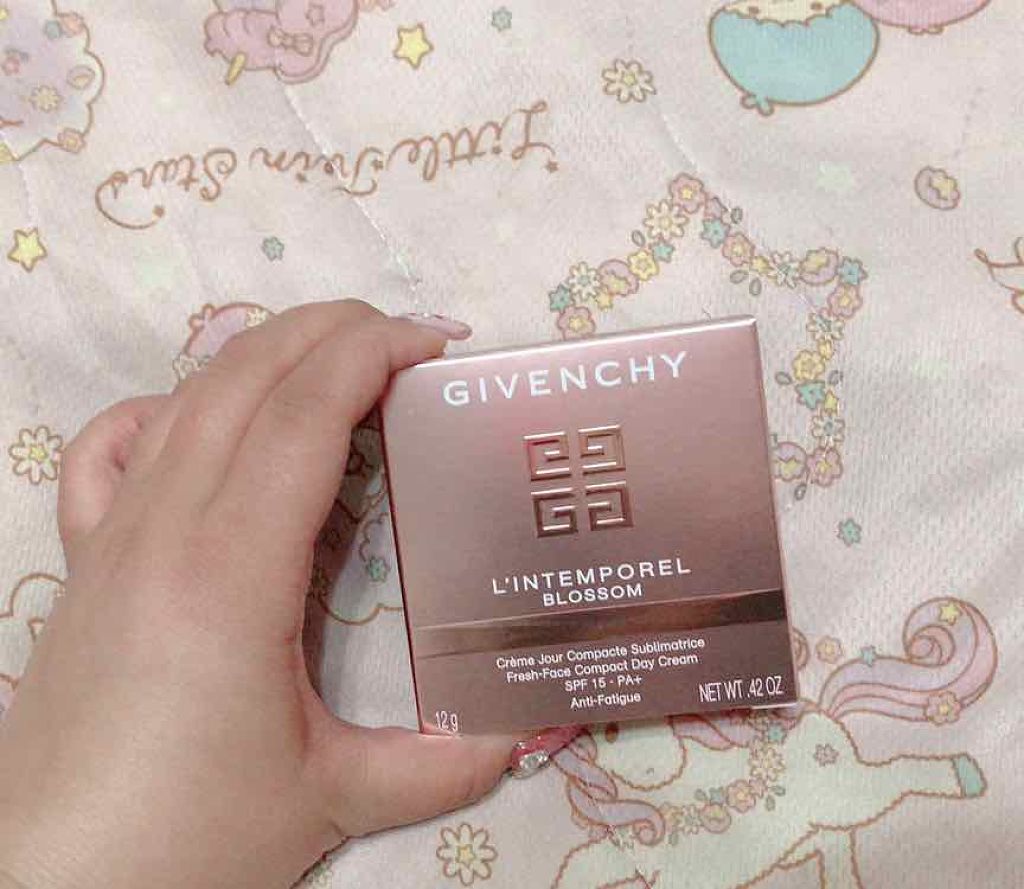 Little Twin Stars
GIVENCHY
L'INTEMPOREL
BLOSSOM
Crème Jour Compacte Sublimatrice
Fresh-Face Compact Day Cream
SPF 15 · PA+
Anti-Fatigue
12 g
NET WT .42 OZ